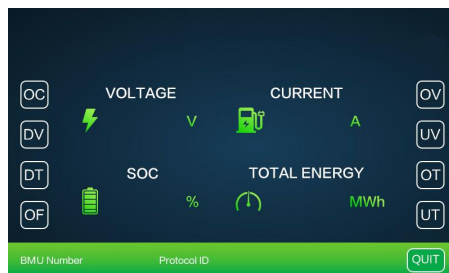 OC
VOLTAGE
CURRENT
OV
V
A
DV
UV
DT
SOC
TOTAL ENERGY
OT
%
MWh
OF
UT
BMU Number
Protocol ID
QUIT